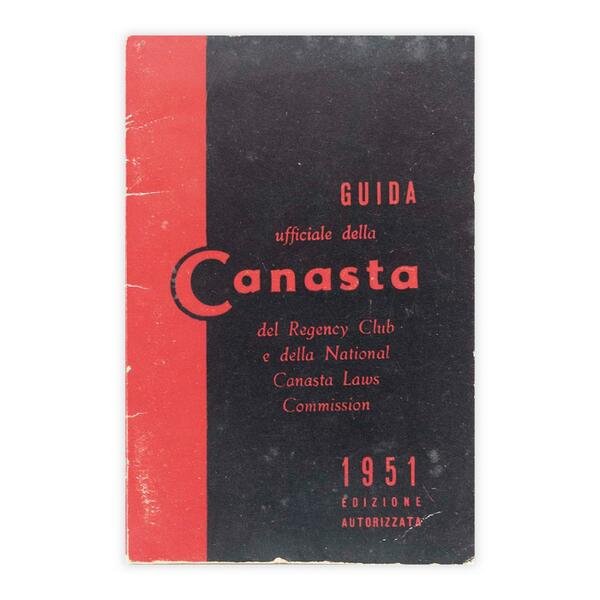 GUIDA
ufficiale della
Canasta
del Regency Club
e della National
Canasta Laws
Commission
1951
EDIZIONE
AUTORIZZATA